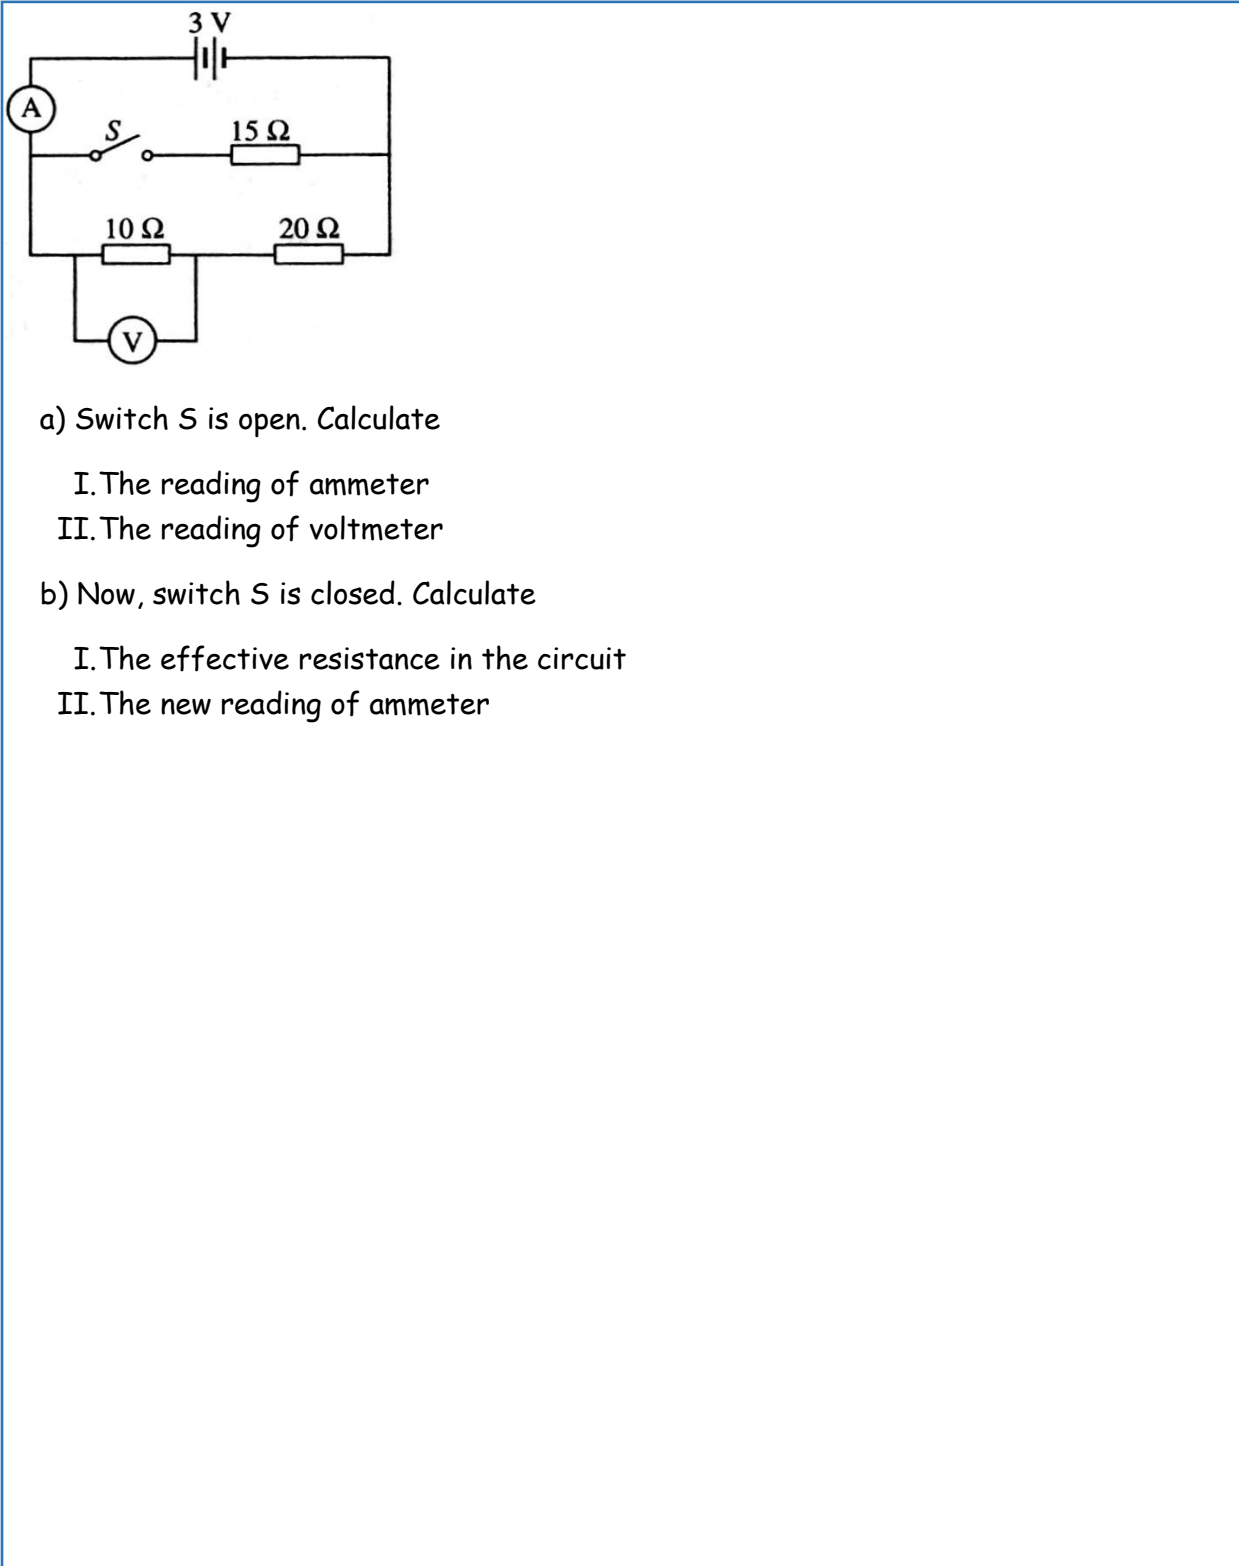 3 V
A
S
15 Ω
10 Ω
20 Ω
V
a) Switch S is open. Calculate
I. The reading of ammeter
II. The reading of voltmeter
b) Now, switch S is closed. Calculate
I. The effective resistance in the circuit
II. The new reading of ammeter